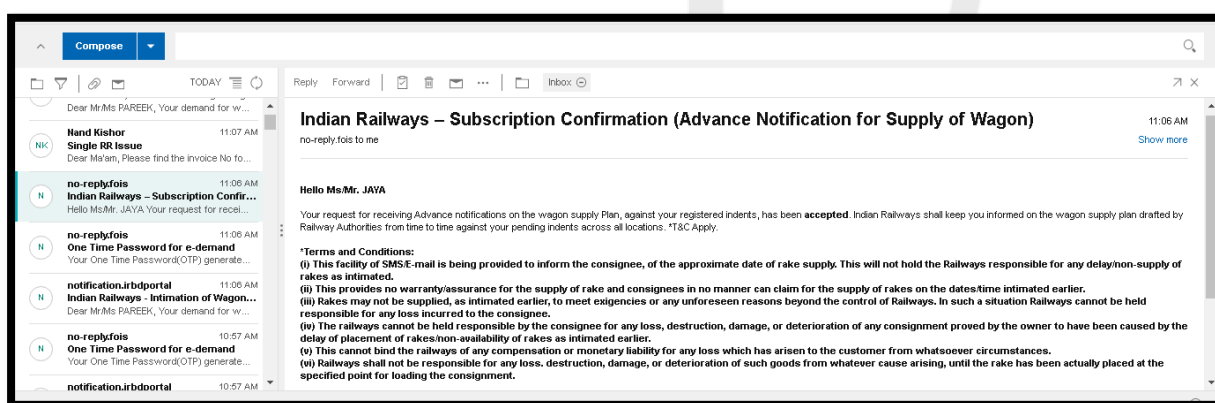 Compose
TODAY
Dear Mr/Ms PAREEK, Your demand for w...
NK
Nand Kishor 11:07 AM
Single RR Issue
Dear Ma'am, Please find the invoice No fo...
N
no-reply.fois 11:06 AM
Indian Railways – Subscription Confir...
Hello Ms/Mr. JAYA Your request for recei...
N
no-reply.fois 11:06 AM
One Time Password for e-demand
Your One Time Password(OTP) generate...
N
notification.irbdportal 11:06 AM
Indian Railways - Intimation of Wagon...
Dear Mr/Ms PAREEK, Your demand for w...
N
no-reply.fois 10:57 AM
One Time Password for e-demand
Your One Time Password(OTP) generate...
notification.irbdportal 10:57 AM
Reply Forward Inbox
Indian Railways – Subscription Confirmation (Advance Notification for Supply of Wagon) 11:06 AM
no-reply.fois to me Show more
Hello Ms/Mr. JAYA
Your request for receiving Advance notifications on the wagon supply Plan, against your registered indents, has been accepted. Indian Railways shall keep you informed on the wagon supply plan drafted by
Railway Authorities from time to time against your pending indents across all locations. *T&C Apply.
*Terms and Conditions:
(i) This facility of SMS/E-mail is being provided to inform the consignee, of the approximate date of rake supply. This will not hold the Railways responsible for any delay/non-supply of
rakes as intimated.
(ii) This provides no warranty/assurance for the supply of rake and consignees in no manner can claim for the supply of rakes on the dates/time intimated earlier.
(iii) Rakes may not be supplied, as intimated earlier, to meet exigencies or any unforeseen reasons beyond the control of Railways. In such a situation Railways cannot be held
responsible for any loss incurred to the consignee.
(iv) The railways cannot be held responsible by the consignee for any loss, destruction, damage, or deterioration of any consignment proved by the owner to have been caused by the
delay of placement of rakes/non-availability of rakes as intimated earlier.
(v) This cannot bind the railways of any compensation or monetary liability for any loss which has arisen to the customer from whatsoever circumstances.
(vi) Railways shall not be responsible for any loss. destruction, damage, or deterioration of such goods from whatever cause arising, until the rake has been actually placed at the
specified point for loading the consignment.